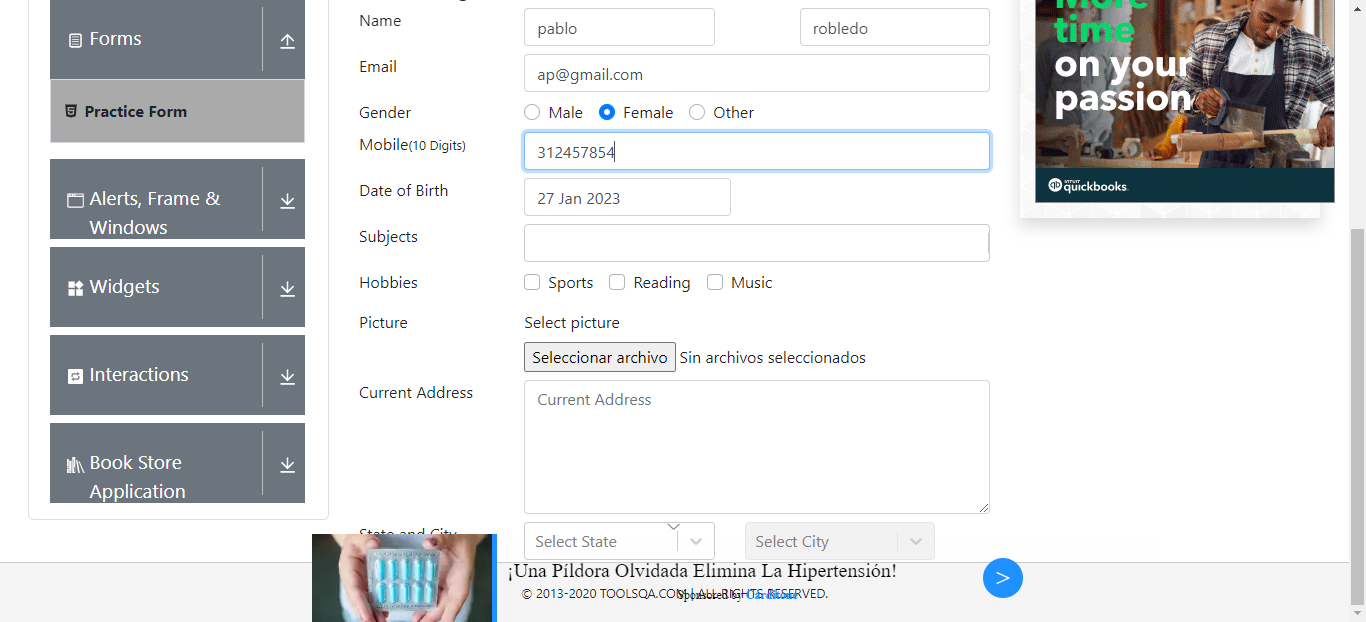 Forms
Practice Form
Alerts, Frame &
Windows
Widgets
Interactions
Book Store
Application
Name
pablo
robledo
Email
ap@gmail.com
Gender
Male
Female
Other
Mobile(10 Digits)
312457854
Date of Birth
27 Jan 2023
Subjects
Hobbies
Sports
Reading
Music
Picture
Select picture
Seleccionar archivo Sin archivos seleccionados
Current Address
Current Address
State and City
Select State
Select City
¡Una Píldora Olvidada Elimina La Hipertensión!
© 2013-2020 TOOLSQA.COM | ALL RIGHTS RESERVED.
Sponsored by
More
time
on your
passion
INTUIT
quickbooks.